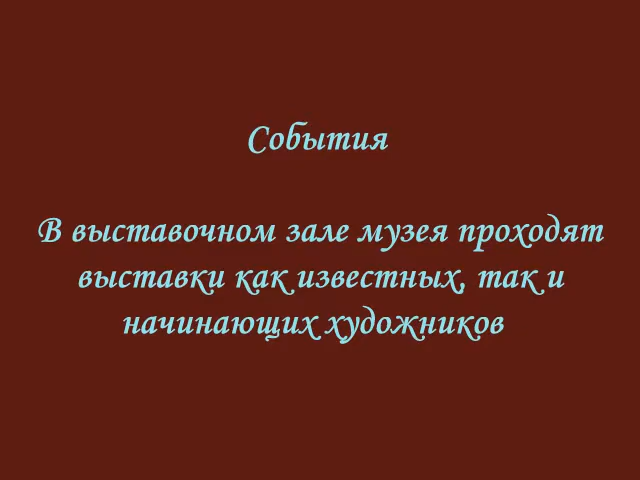 События
В выставочном зале музея проходят
выставки как известных, так и
начинающих художников